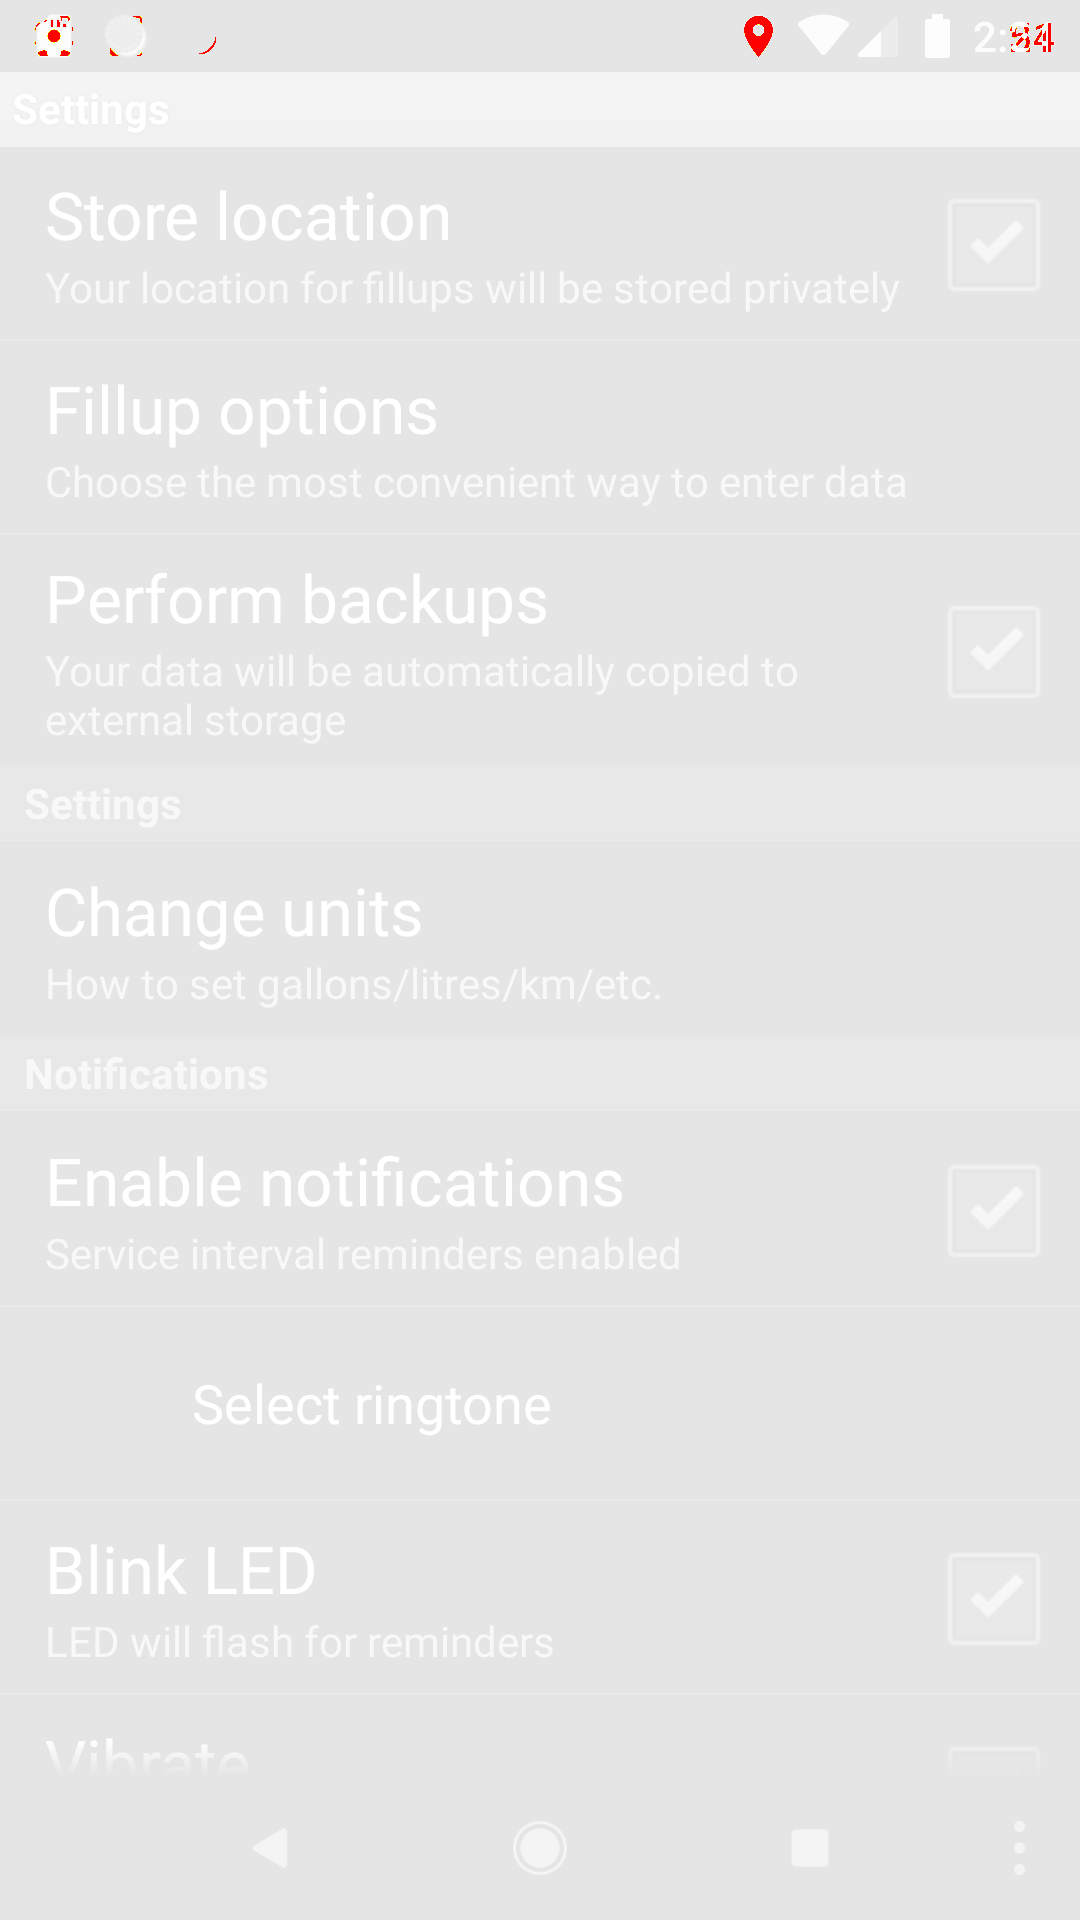 Settings
Store location
Your location for fillups will be stored privately
Fillup options
Choose the most convenient way to enter data
Perform backups
Your data will be automatically copied to
external storage
Settings
Change units
How to set gallons/litres/km/etc.
Notifications
Enable notifications
Service interval reminders enabled
Select ringtone
Blink LED
LED will flash for reminders
Vibrate